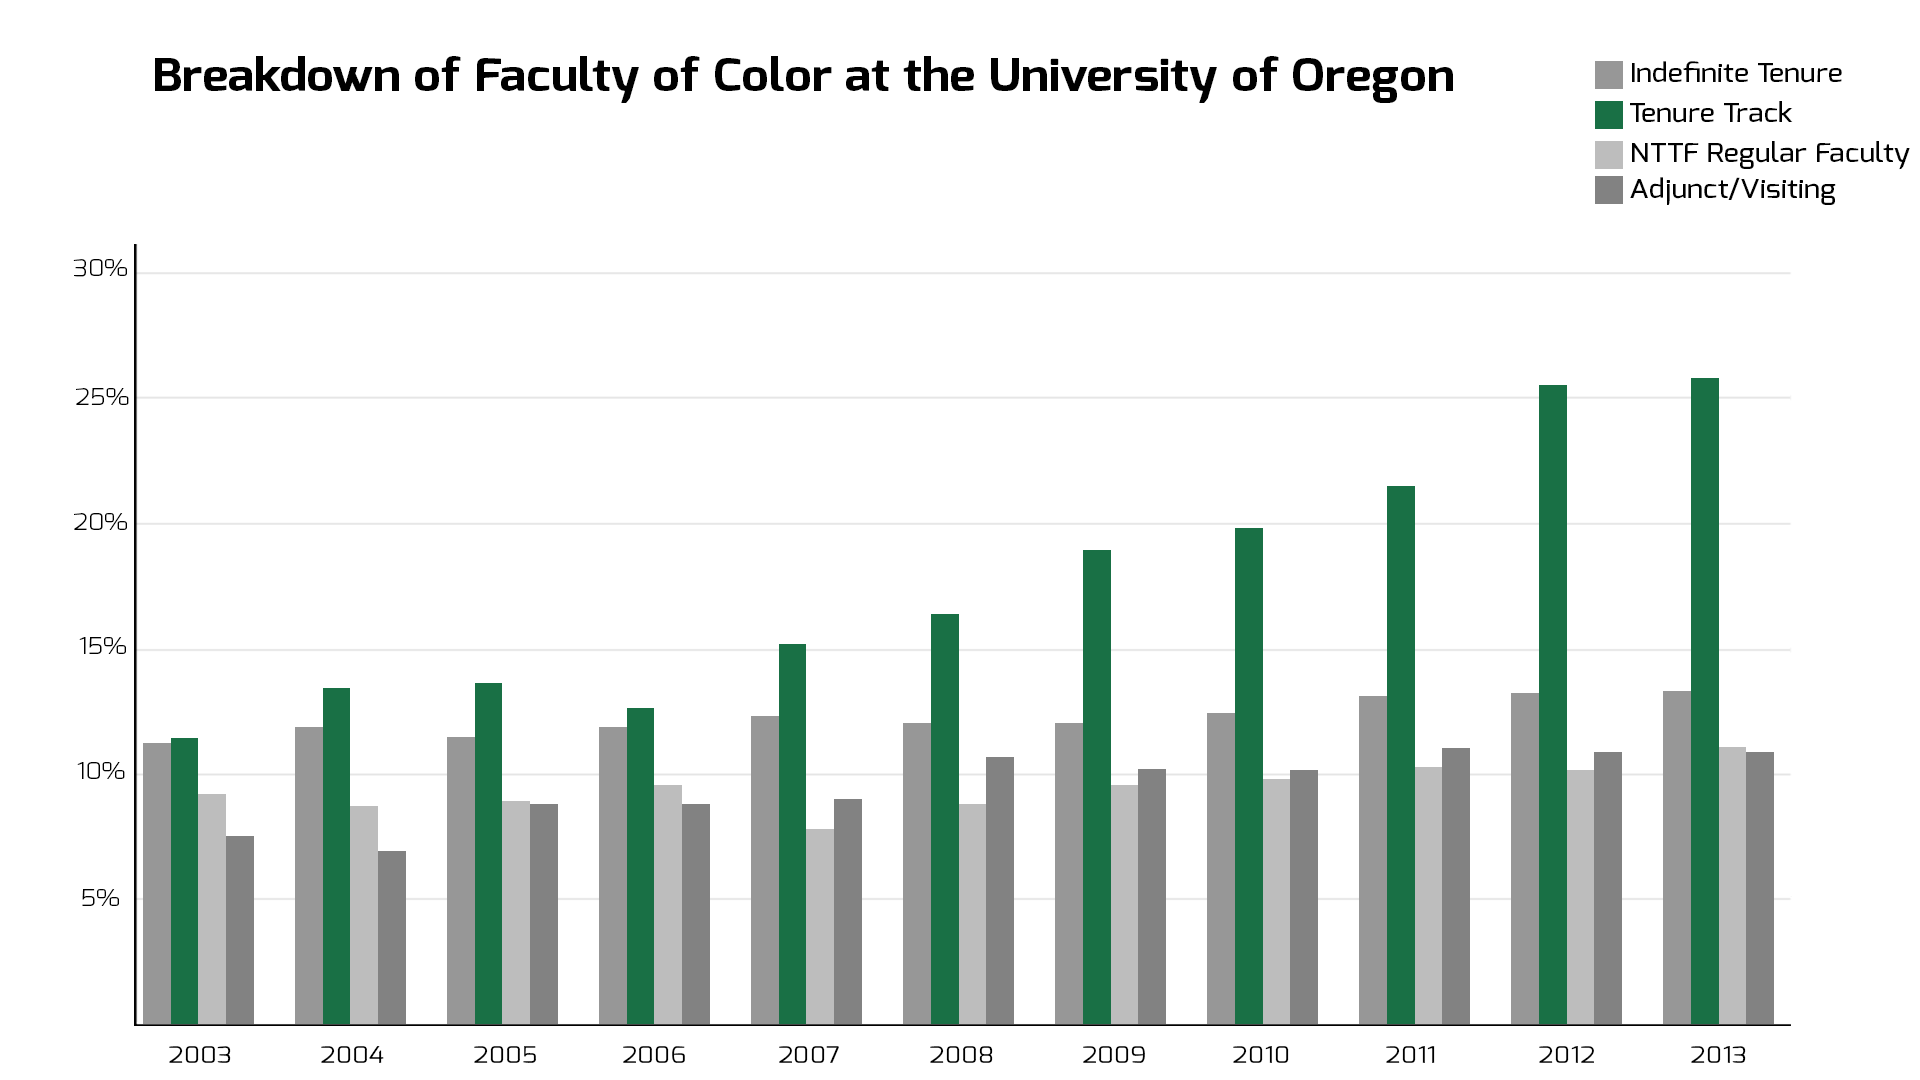 Breakdown of Faculty of Color at the University of Oregon
Indefinite Tenure
Tenure Track
NTTF Regular Faculty
Adjunct/Visiting
30%
25%
20%
15%
10%
5%
2003 2004 2005 2006 2007 2008 2009 2010 2011 2012 2013